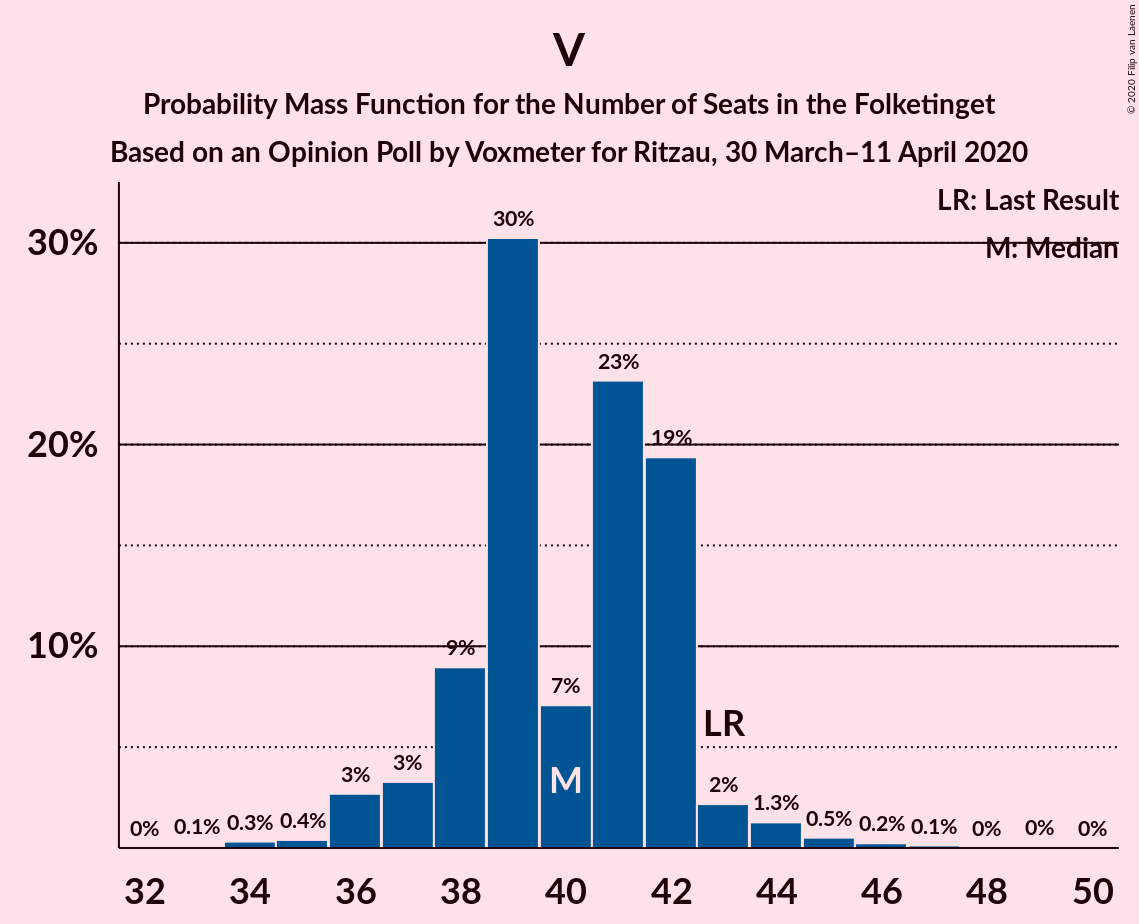 V
Probability Mass Function for the Number of Seats in the Folketinget
Based on an Opinion Poll by Voxmeter for Ritzau, 30 March–11 April 2020
© 2020 Filip van Laenen
LR: Last Result
M: Median
30%
20%
10%
0%
0.1%
0.3%
0.4%
3%
3%
9%
30%
7%
23%
19%
2%
1.3%
0.5%
0.2%
0.1%
0%
0%
0%
LR
M
32 34 36 38 40 42 44 46 48 50